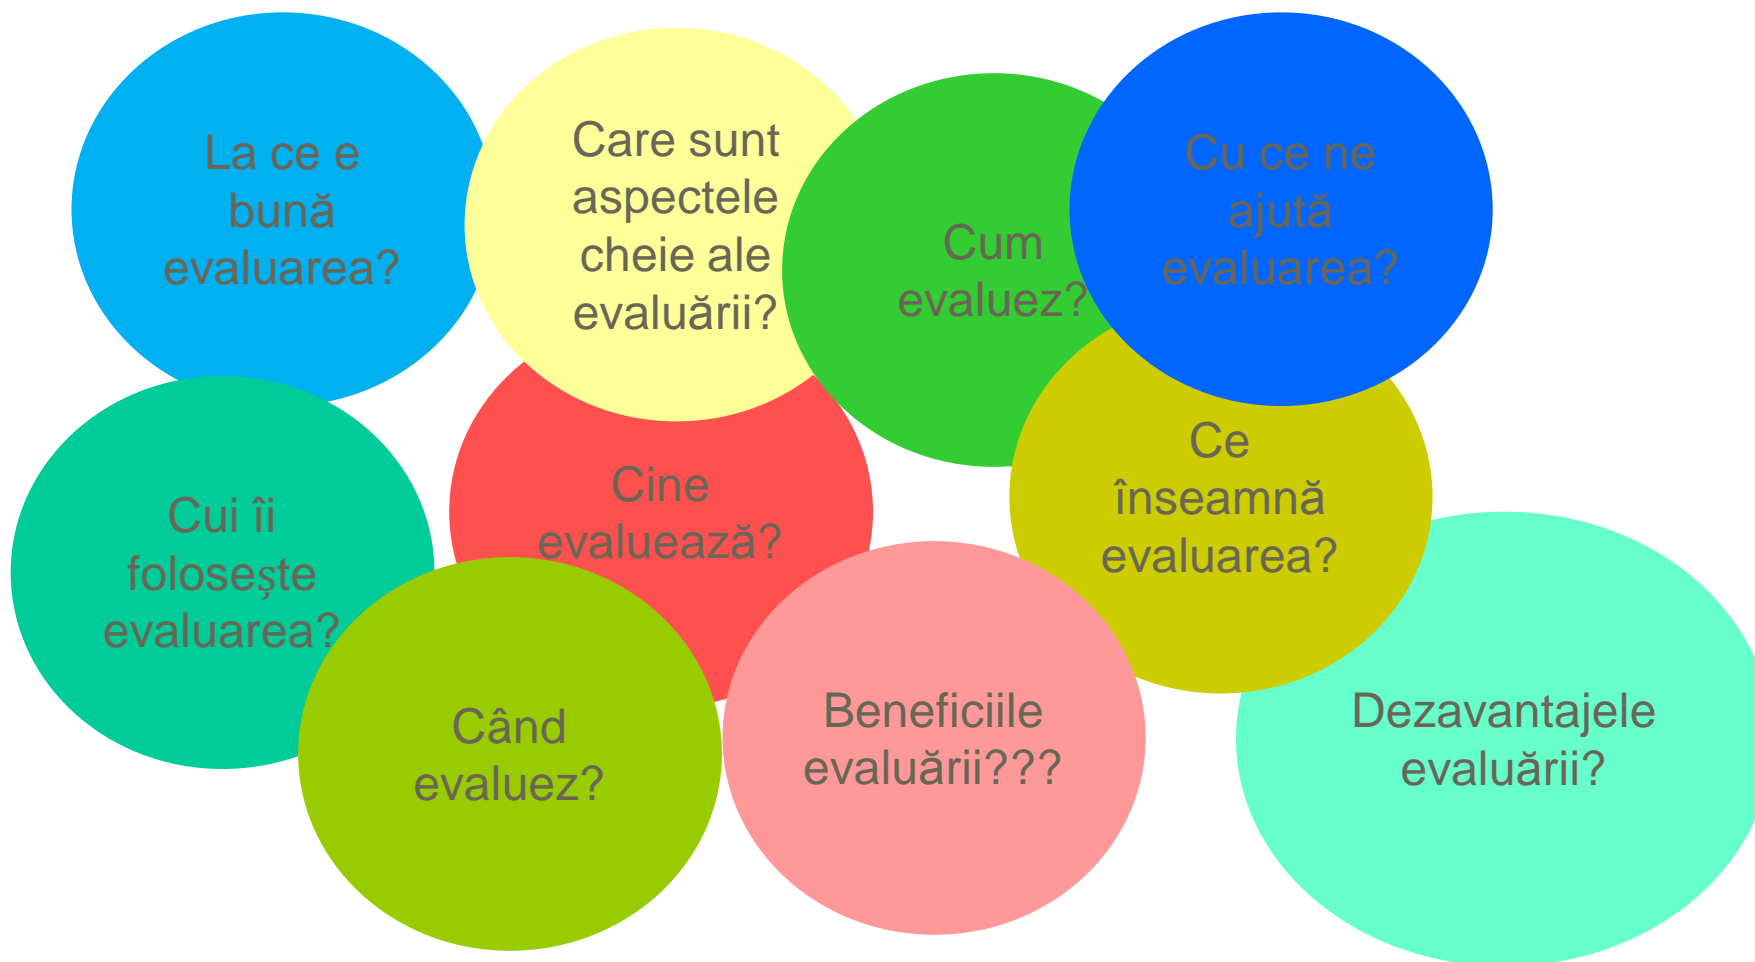 La ce e
bună
evaluarea?
Care sunt
aspectele
cheie ale
evaluării?
Cum
evaluez?
Cu ce ne
ajută
evaluarea?
Cui îi
foloseşte
evaluarea?
Cine
evaluează?
Ce
înseamnă
evaluarea?
Când
evaluez?
Beneficiile
evaluării???
Dezavantajele
evaluării?